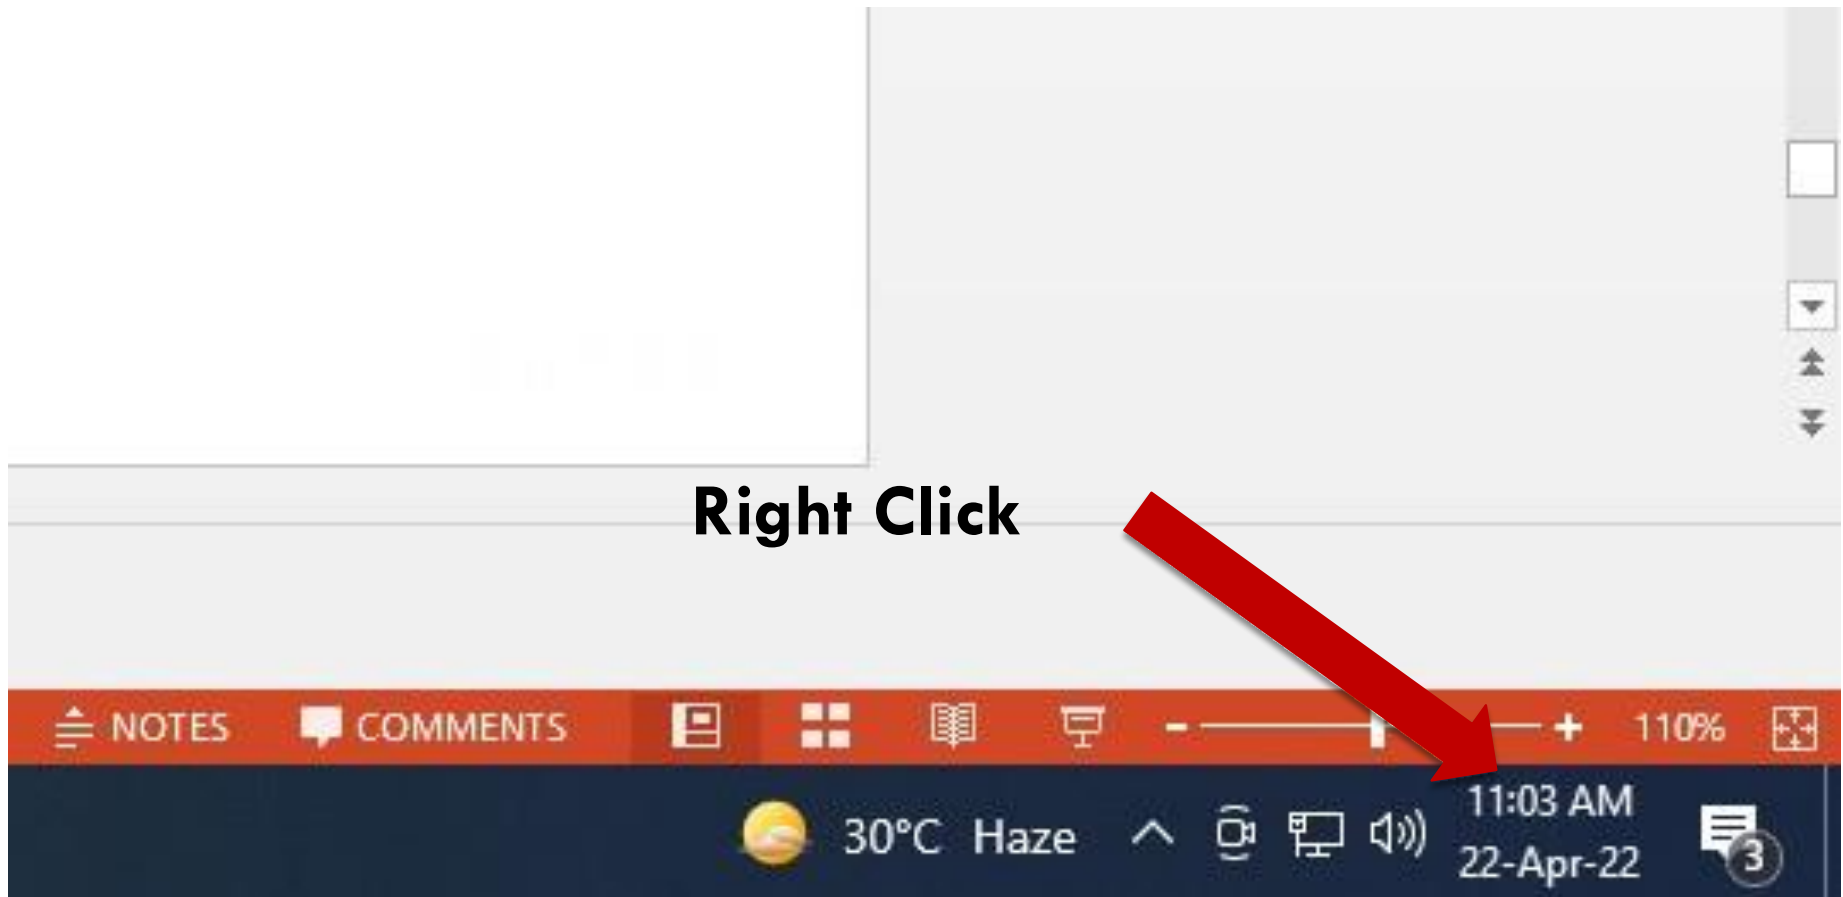 Right Click
NOTES COMMENTS - + 110%
30°C Haze 11:03 AM
22-Apr-22 3